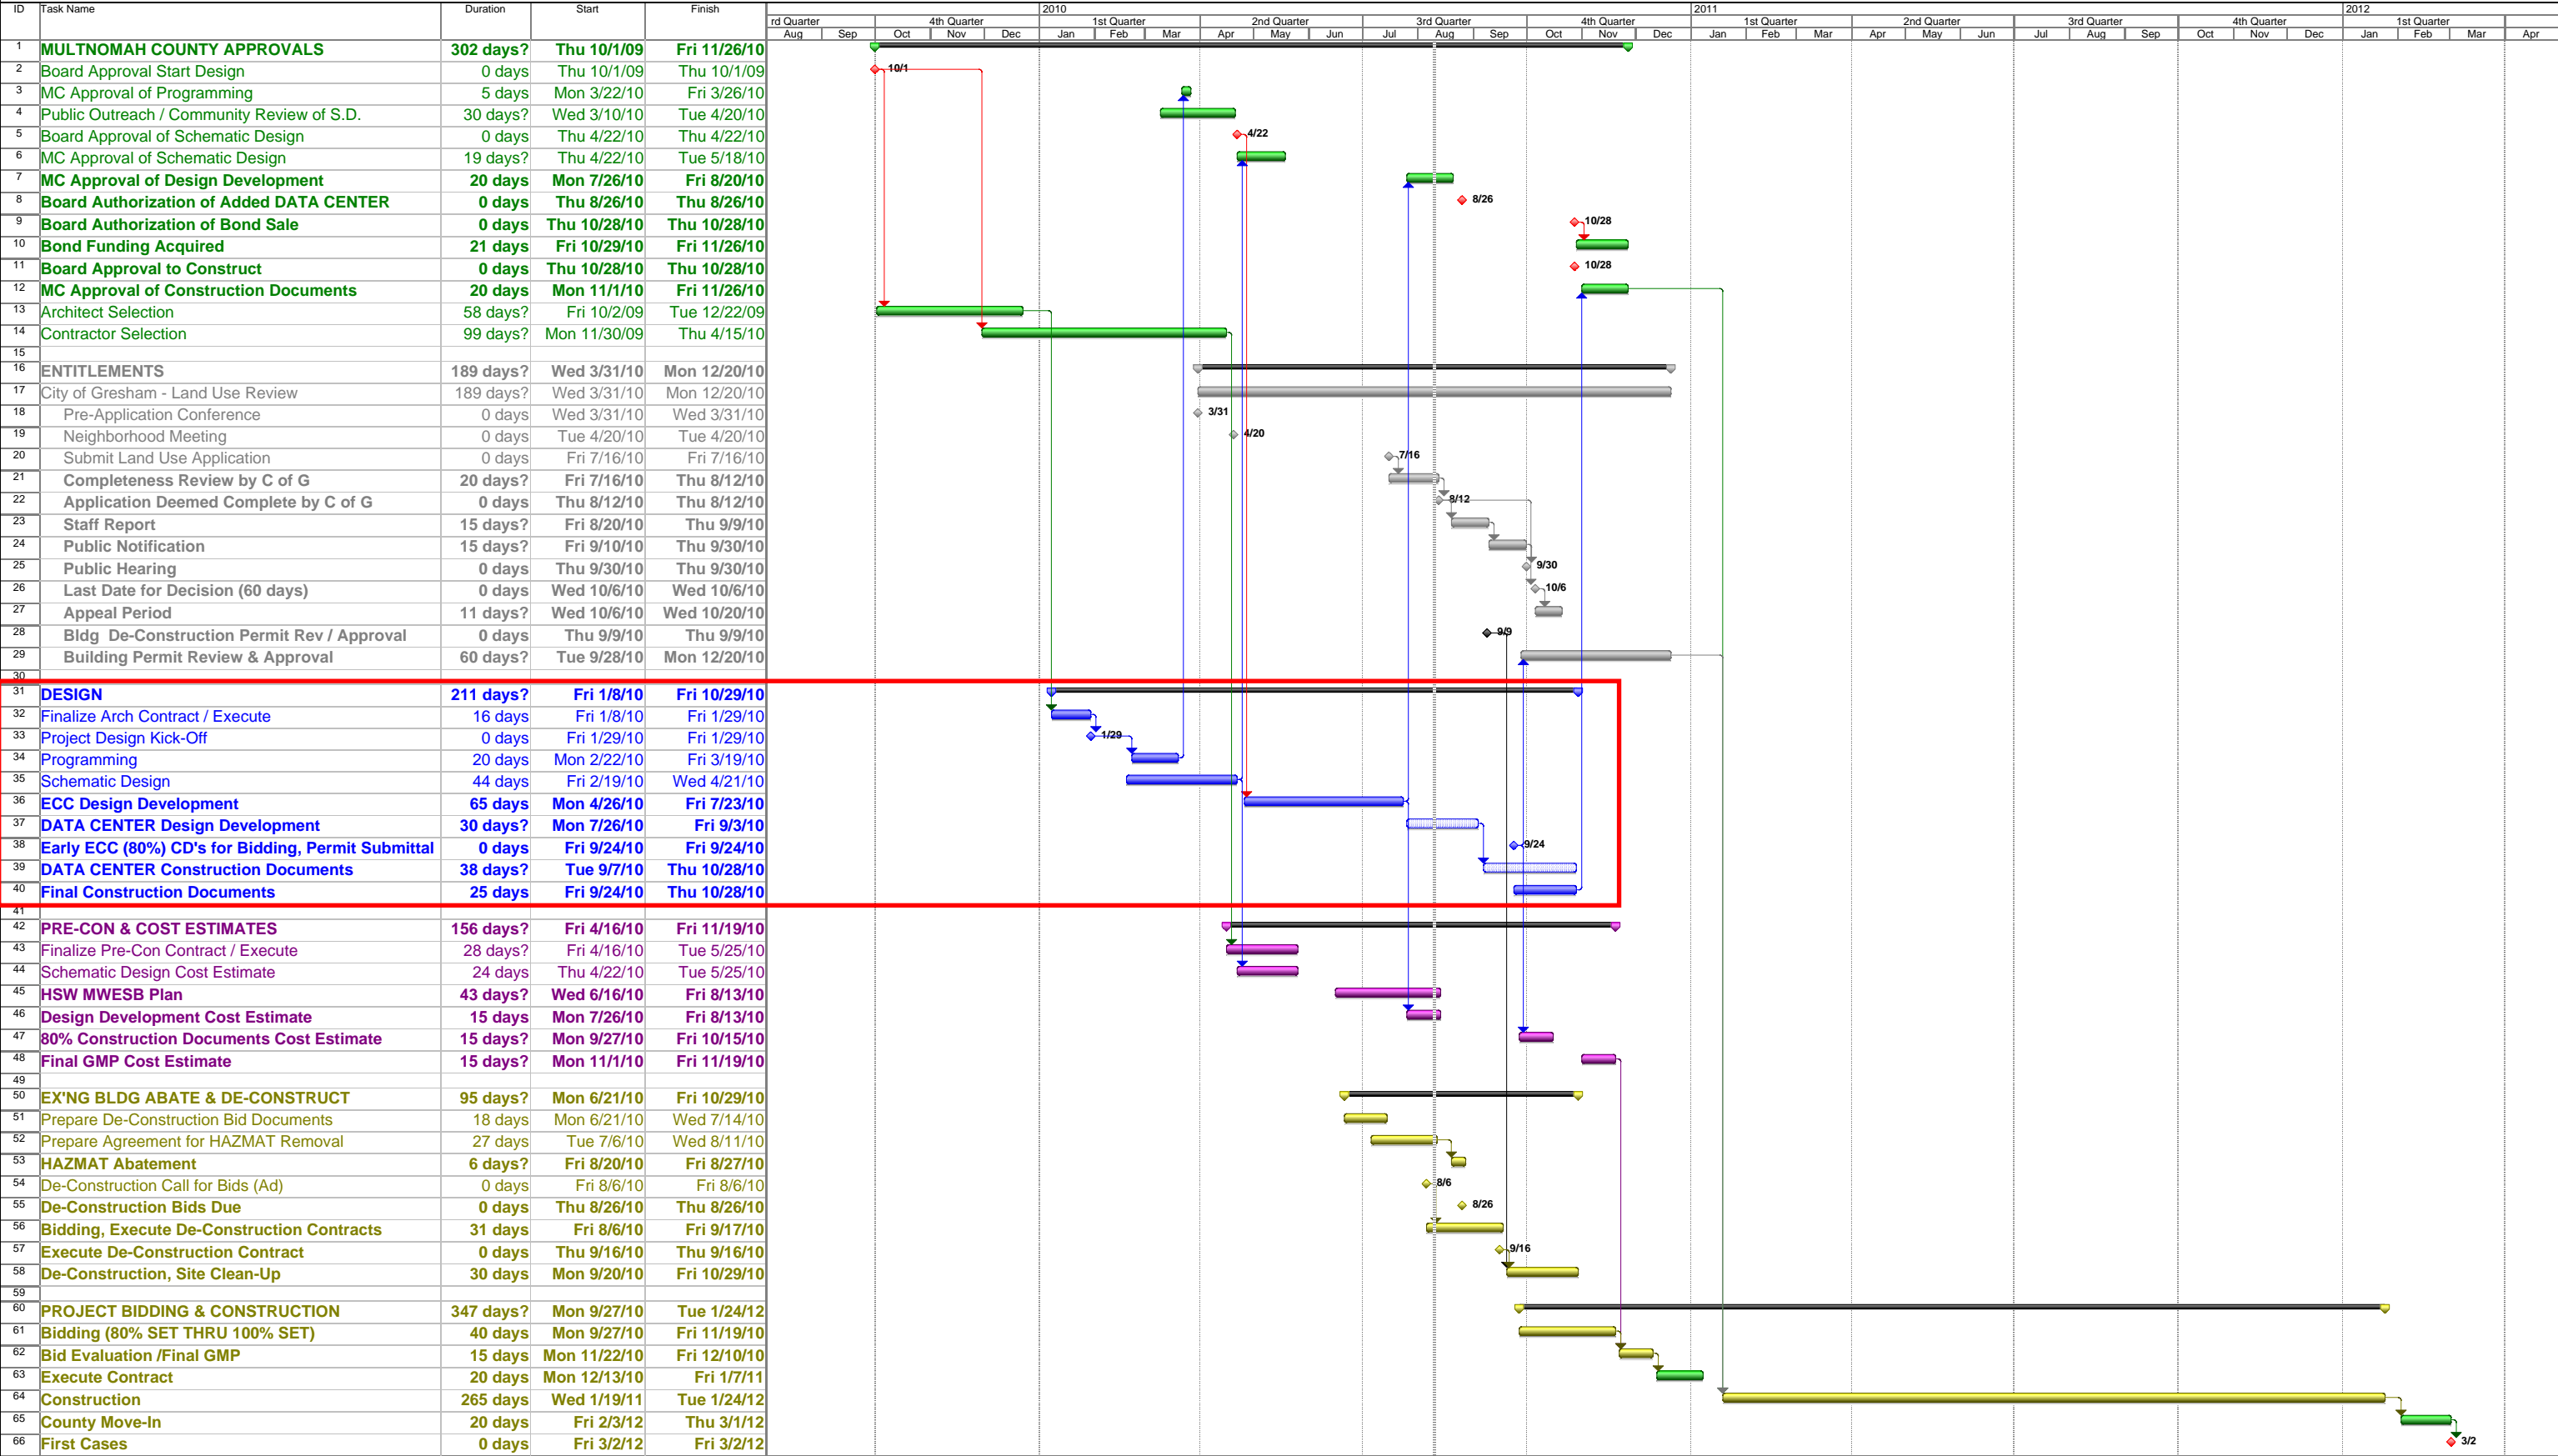 ID Task Name Duration Start Finish 2010 2011 2012
rd Quarter 4th Quarter 1st Quarter 2nd Quarter 3rd Quarter 4th Quarter 1st Quarter 2nd Quarter 3rd Quarter 4th Quarter 1st Quarter
Aug Sep Oct Nov Dec Jan Feb Mar Apr May Jun Jul Aug Sep Oct Nov Dec Jan Feb Mar Apr May Jun Jul Aug Sep Oct Nov Dec Jan Feb Mar Apr
1 MULTNOMAH COUNTY APPROVALS 302 days? Thu 10/1/09 Fri 11/26/10
2 Board Approval Start Design 0 days Thu 10/1/09 Thu 10/1/09 10/1
3 MC Approval of Programming 5 days Mon 3/22/10 Fri 3/26/10
4 Public Outreach / Community Review of S.D. 30 days? Wed 3/10/10 Tue 4/20/10
5 Board Approval of Schematic Design 0 days Thu 4/22/10 Thu 4/22/10 4/22
6 MC Approval of Schematic Design 19 days? Thu 4/22/10 Tue 5/18/10
7 MC Approval of Design Development 20 days Mon 7/26/10 Fri 8/20/10
8 Board Authorization of Added DATA CENTER 0 days Thu 8/26/10 Thu 8/26/10 8/26
9 Board Authorization of Bond Sale 0 days Thu 10/28/10 Thu 10/28/10 10/28
10 Bond Funding Acquired 21 days Fri 10/29/10 Fri 11/26/10
11 Board Approval to Construct 0 days Thu 10/28/10 Thu 10/28/10 10/28
12 MC Approval of Construction Documents 20 days Mon 11/1/10 Fri 11/26/10
13 Architect Selection 58 days? Fri 10/2/09 Tue 12/22/09
14 Contractor Selection 99 days? Mon 11/30/09 Thu 4/15/10
15
16 ENTITLEMENTS 189 days? Wed 3/31/10 Mon 12/20/10
17 City of Gresham - Land Use Review 189 days? Wed 3/31/10 Mon 12/20/10
18 Pre-Application Conference 0 days Wed 3/31/10 Wed 3/31/10 3/31
19 Neighborhood Meeting 0 days Tue 4/20/10 Tue 4/20/10 4/20
20 Submit Land Use Application 0 days Fri 7/16/10 Fri 7/16/10 7/16
21 Completeness Review by C of G 20 days? Fri 7/16/10 Thu 8/12/10
22 Application Deemed Complete by C of G 0 days Thu 8/12/10 Thu 8/12/10 8/12
23 Staff Report 15 days? Fri 8/20/10 Thu 9/9/10
24 Public Notification 15 days? Fri 9/10/10 Thu 9/30/10
25 Public Hearing 0 days Thu 9/30/10 Thu 9/30/10 9/30
26 Last Date for Decision (60 days) 0 days Wed 10/6/10 Wed 10/6/10 10/6
27 Appeal Period 11 days? Wed 10/6/10 Wed 10/20/10
28 Bldg De-Construction Permit Rev / Approval 0 days Thu 9/9/10 Thu 9/9/10 9/9
29 Building Permit Review & Approval 60 days? Tue 9/28/10 Mon 12/20/10
30
31 DESIGN 211 days? Fri 1/8/10 Fri 10/29/10
32 Finalize Arch Contract / Execute 16 days Fri 1/8/10 Fri 1/29/10
33 Project Design Kick-Off 0 days Fri 1/29/10 Fri 1/29/10 1/29
34 Programming 20 days Mon 2/22/10 Fri 3/19/10
35 Schematic Design 44 days Fri 2/19/10 Wed 4/21/10
36 ECC Design Development 65 days Mon 4/26/10 Fri 7/23/10
37 DATA CENTER Design Development 30 days? Mon 7/26/10 Fri 9/3/10
38 Early ECC (80%) CD's for Bidding, Permit Submittal 0 days Fri 9/24/10 Fri 9/24/10 9/24
39 DATA CENTER Construction Documents 38 days? Tue 9/7/10 Thu 10/28/10
40 Final Construction Documents 25 days Fri 9/24/10 Thu 10/28/10
41
42 PRE-CON & COST ESTIMATES 156 days? Fri 4/16/10 Fri 11/19/10
43 Finalize Pre-Con Contract / Execute 28 days? Fri 4/16/10 Tue 5/25/10
44 Schematic Design Cost Estimate 24 days Thu 4/22/10 Tue 5/25/10
45 HSW MWESB Plan 43 days? Wed 6/16/10 Fri 8/13/10
46 Design Development Cost Estimate 15 days Mon 7/26/10 Fri 8/13/10
47 80% Construction Documents Cost Estimate 15 days? Mon 9/27/10 Fri 10/15/10
48 Final GMP Cost Estimate 15 days? Mon 11/1/10 Fri 11/19/10
49
50 EX'NG BLDG ABATE & DE-CONSTRUCT 95 days? Mon 6/21/10 Fri 10/29/10
51 Prepare De-Construction Bid Documents 18 days Mon 6/21/10 Wed 7/14/10
52 Prepare Agreement for HAZMAT Removal 27 days Tue 7/6/10 Wed 8/11/10
53 HAZMAT Abatement 6 days? Fri 8/20/10 Fri 8/27/10
54 De-Construction Call for Bids (Ad) 0 days Fri 8/6/10 Fri 8/6/10 8/6
55 De-Construction Bids Due 0 days Thu 8/26/10 Thu 8/26/10 8/26
56 Bidding, Execute De-Construction Contracts 31 days Fri 8/6/10 Fri 9/17/10
57 Execute De-Construction Contract 0 days Thu 9/16/10 Thu 9/16/10 9/16
58 De-Construction, Site Clean-Up 30 days Mon 9/20/10 Fri 10/29/10
59
60 PROJECT BIDDING & CONSTRUCTION 347 days? Mon 9/27/10 Tue 1/24/12
61 Bidding (80% SET THRU 100% SET) 40 days Mon 9/27/10 Fri 11/19/10
62 Bid Evaluation /Final GMP 15 days Mon 11/22/10 Fri 12/10/10
63 Execute Contract 20 days Mon 12/13/10 Fri 1/7/11
64 Construction 265 days Wed 1/19/11 Tue 1/24/12
65 County Move-In 20 days Fri 2/3/12 Thu 3/1/12
66 First Cases 0 days Fri 3/2/12 Fri 3/2/12 3/2